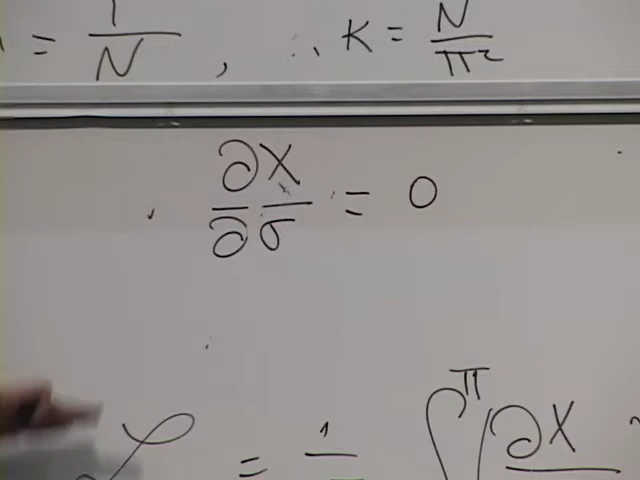 = 1/N , ∴ K = N/π²
∂X/∂σ = 0
ℒ = 1/ ∫^π (∂X/